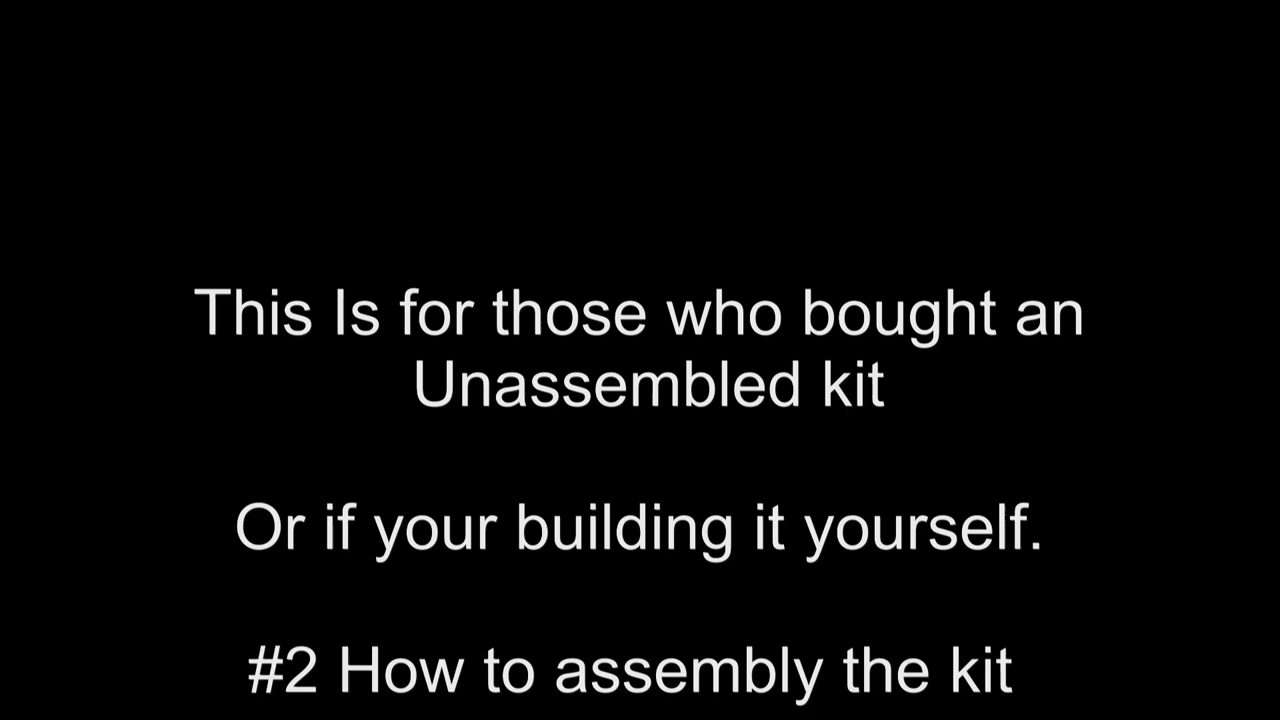 This Is for those who bought an
Unassembled kit
Or if your building it yourself.
#2 How to assembly the kit